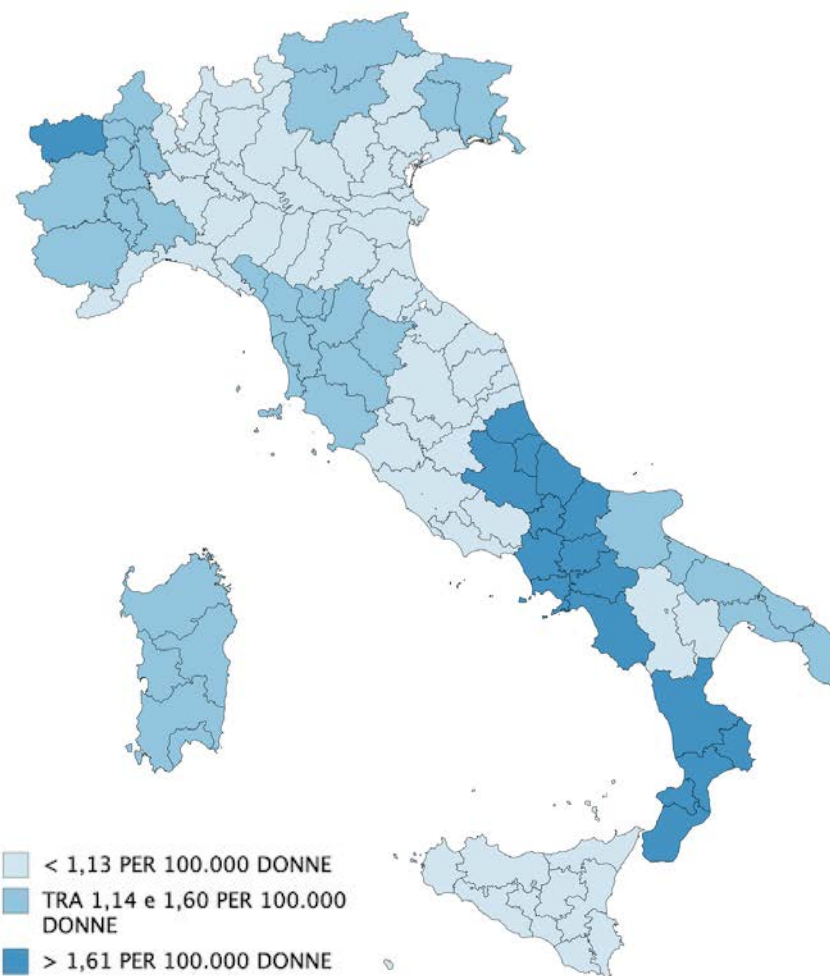 < 1,13 PER 100.000 DONNE
TRA 1,14 e 1,60 PER 100.000
DONNE
> 1,61 PER 100.000 DONNE